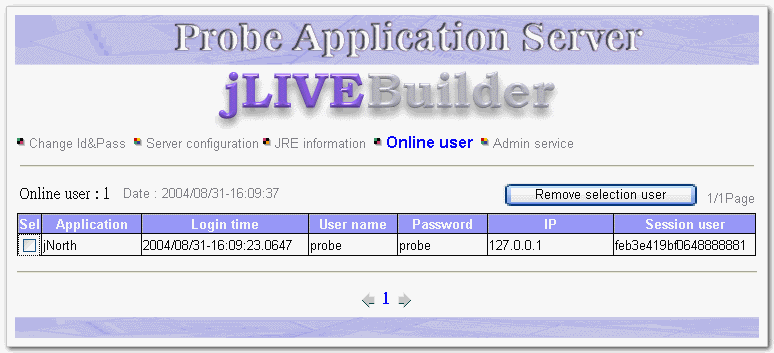 Probe Application Server
jLIVEBuilder
Change Id&Pass Server configuration JRE information Online user Admin service
Online user : 1 Date : 2004/08/31-16:09:37 Remove selection user 1/1Page
Sel Application Login time User name Password IP Session user
jNorth 2004/08/31-16:09:23.0647 probe probe 127.0.0.1 feb3e419bf0648888881
1